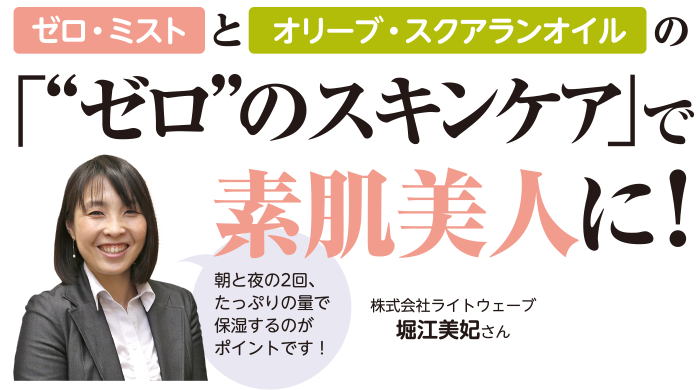 ゼロ・ミスト と オリーブ・スクアランオイル の
「“ゼロ”のスキンケア」で
素肌美人に!
朝と夜の2回、
たっぷりの量で
保湿するのが
ポイントです!
株式会社ライトウェーブ
堀江美妃さん